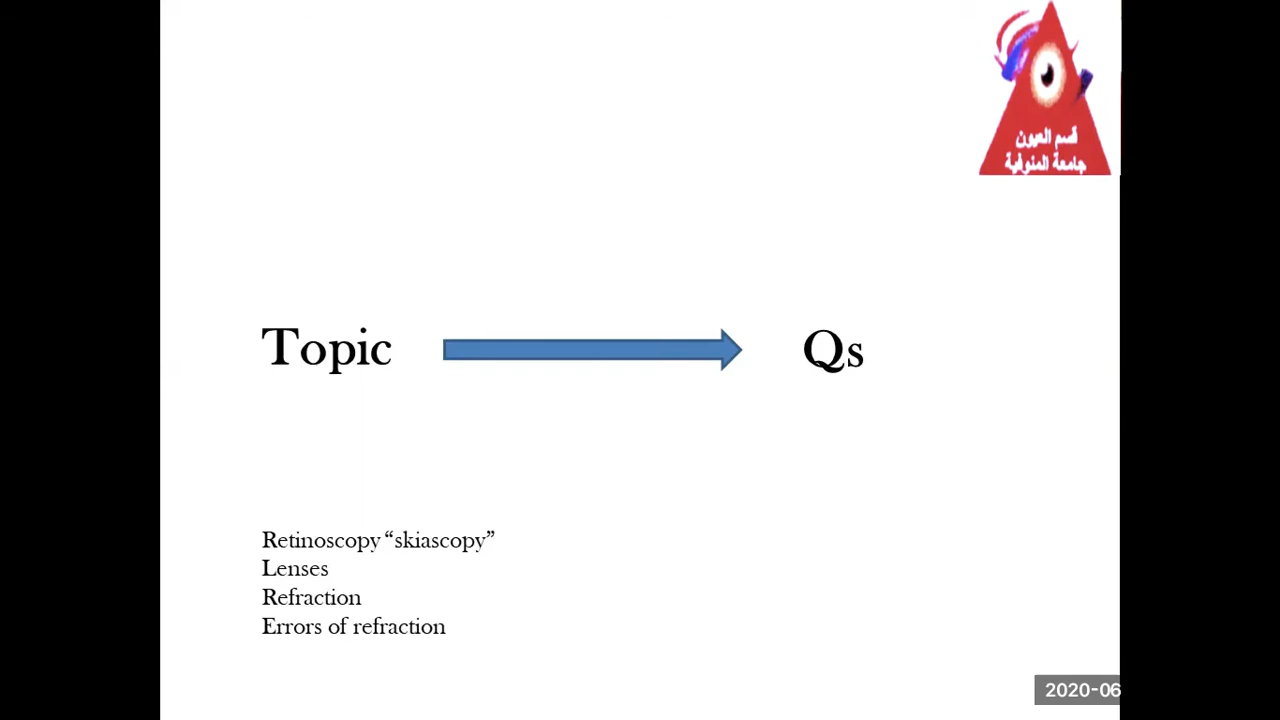 قسم العيون
جامعة المنوفية
Topic
Qs
Retinoscopy “skiascopy”
Lenses
Refraction
Errors of refraction
2020-06